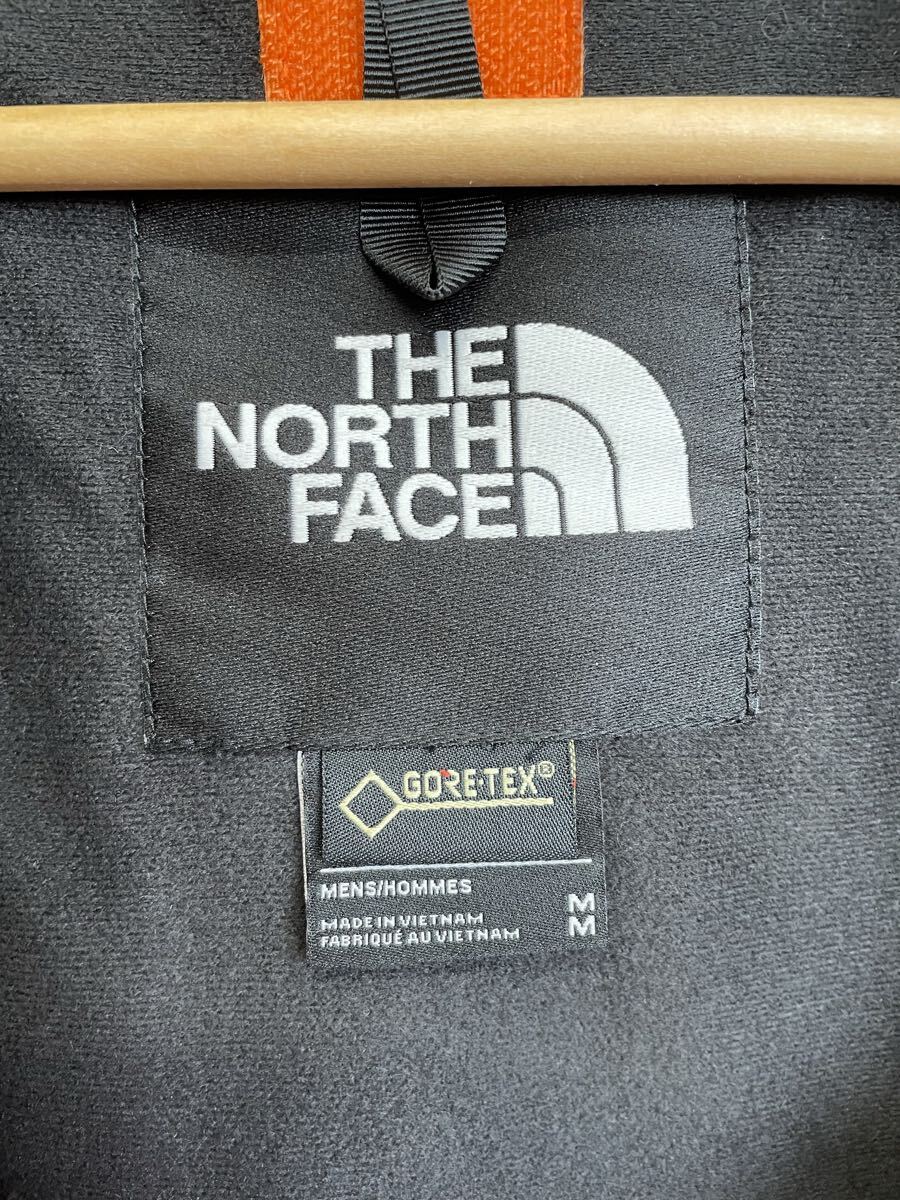 THE
NORTH
FACE
GORE-TEX®
MENS/HOMMES
M
MADE IN VIETNAM
FABRIQUÉ AU VIETNAM
M